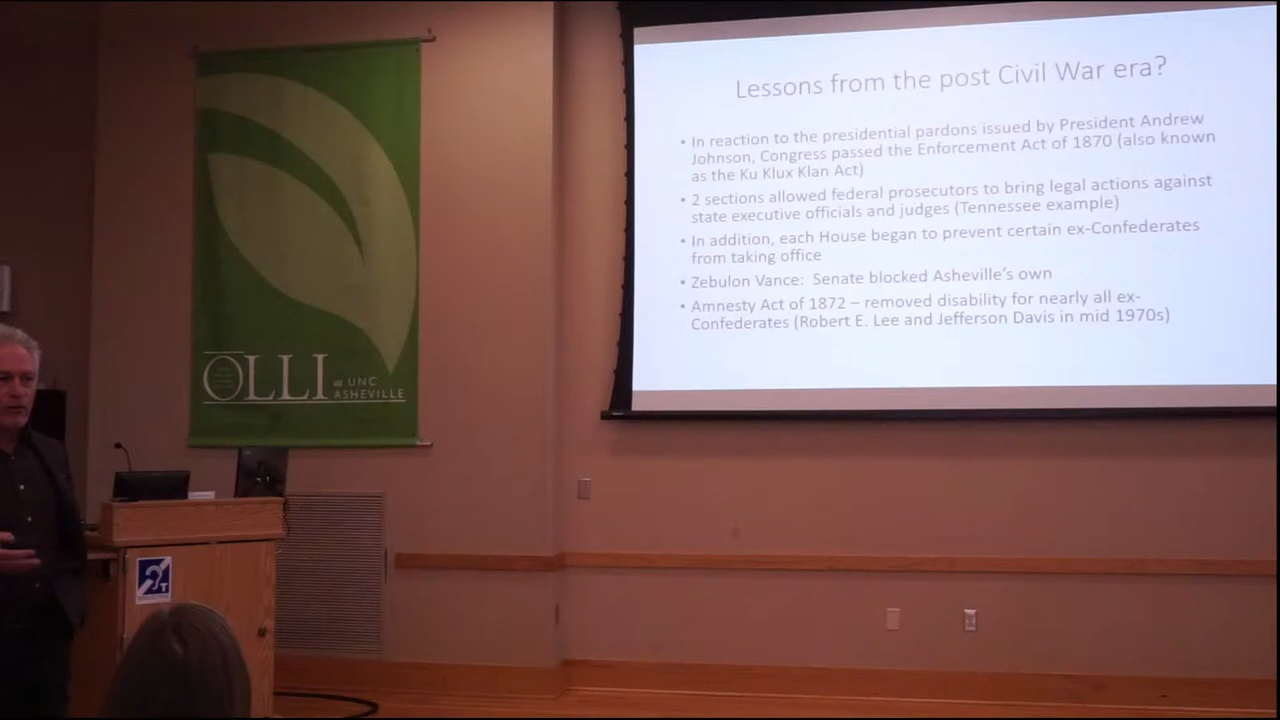 Lessons from the post Civil War era?
• In reaction to the presidential pardons issued by President Andrew
Johnson, Congress passed the Enforcement Act of 1870 (also known
as the Ku Klux Klan Act)
• 2 sections allowed federal prosecutors to bring legal actions against
state executive officials and judges (Tennessee example)
• In addition, each House began to prevent certain ex-Confederates
from taking office
• Zebulon Vance: Senate blocked Asheville's own
• Amnesty Act of 1872 – removed disability for nearly all ex-
Confederates (Robert E. Lee and Jefferson Davis in mid 1970s)
OLLI at UNC
ASHEVILLE
T